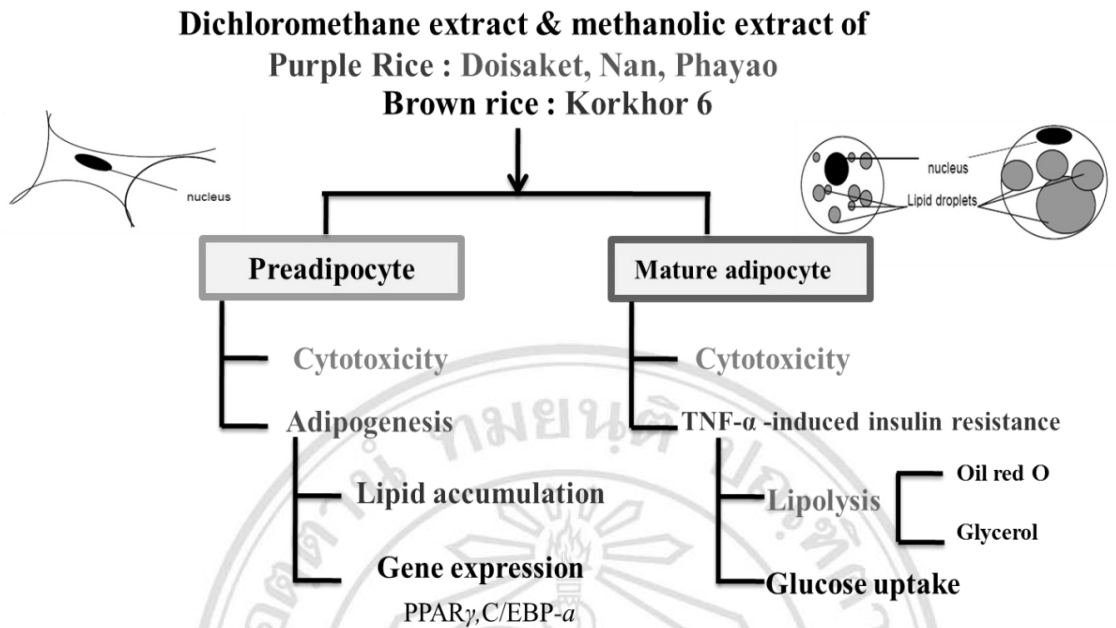 Dichloromethane extract & methanolic extract of
Purple Rice : Doisaket, Nan, Phayao
Brown rice : Korkhor 6
nucleus
nucleus
Lipid droplets
Preadipocyte
Mature adipocyte
Cytotoxicity
Adipogenesis
Lipid accumulation
Gene expression
PPARγ,C/EBP-a
Cytotoxicity
TNF-α -induced insulin resistance
Lipolysis
Oil red O
Glycerol
Glucose uptake